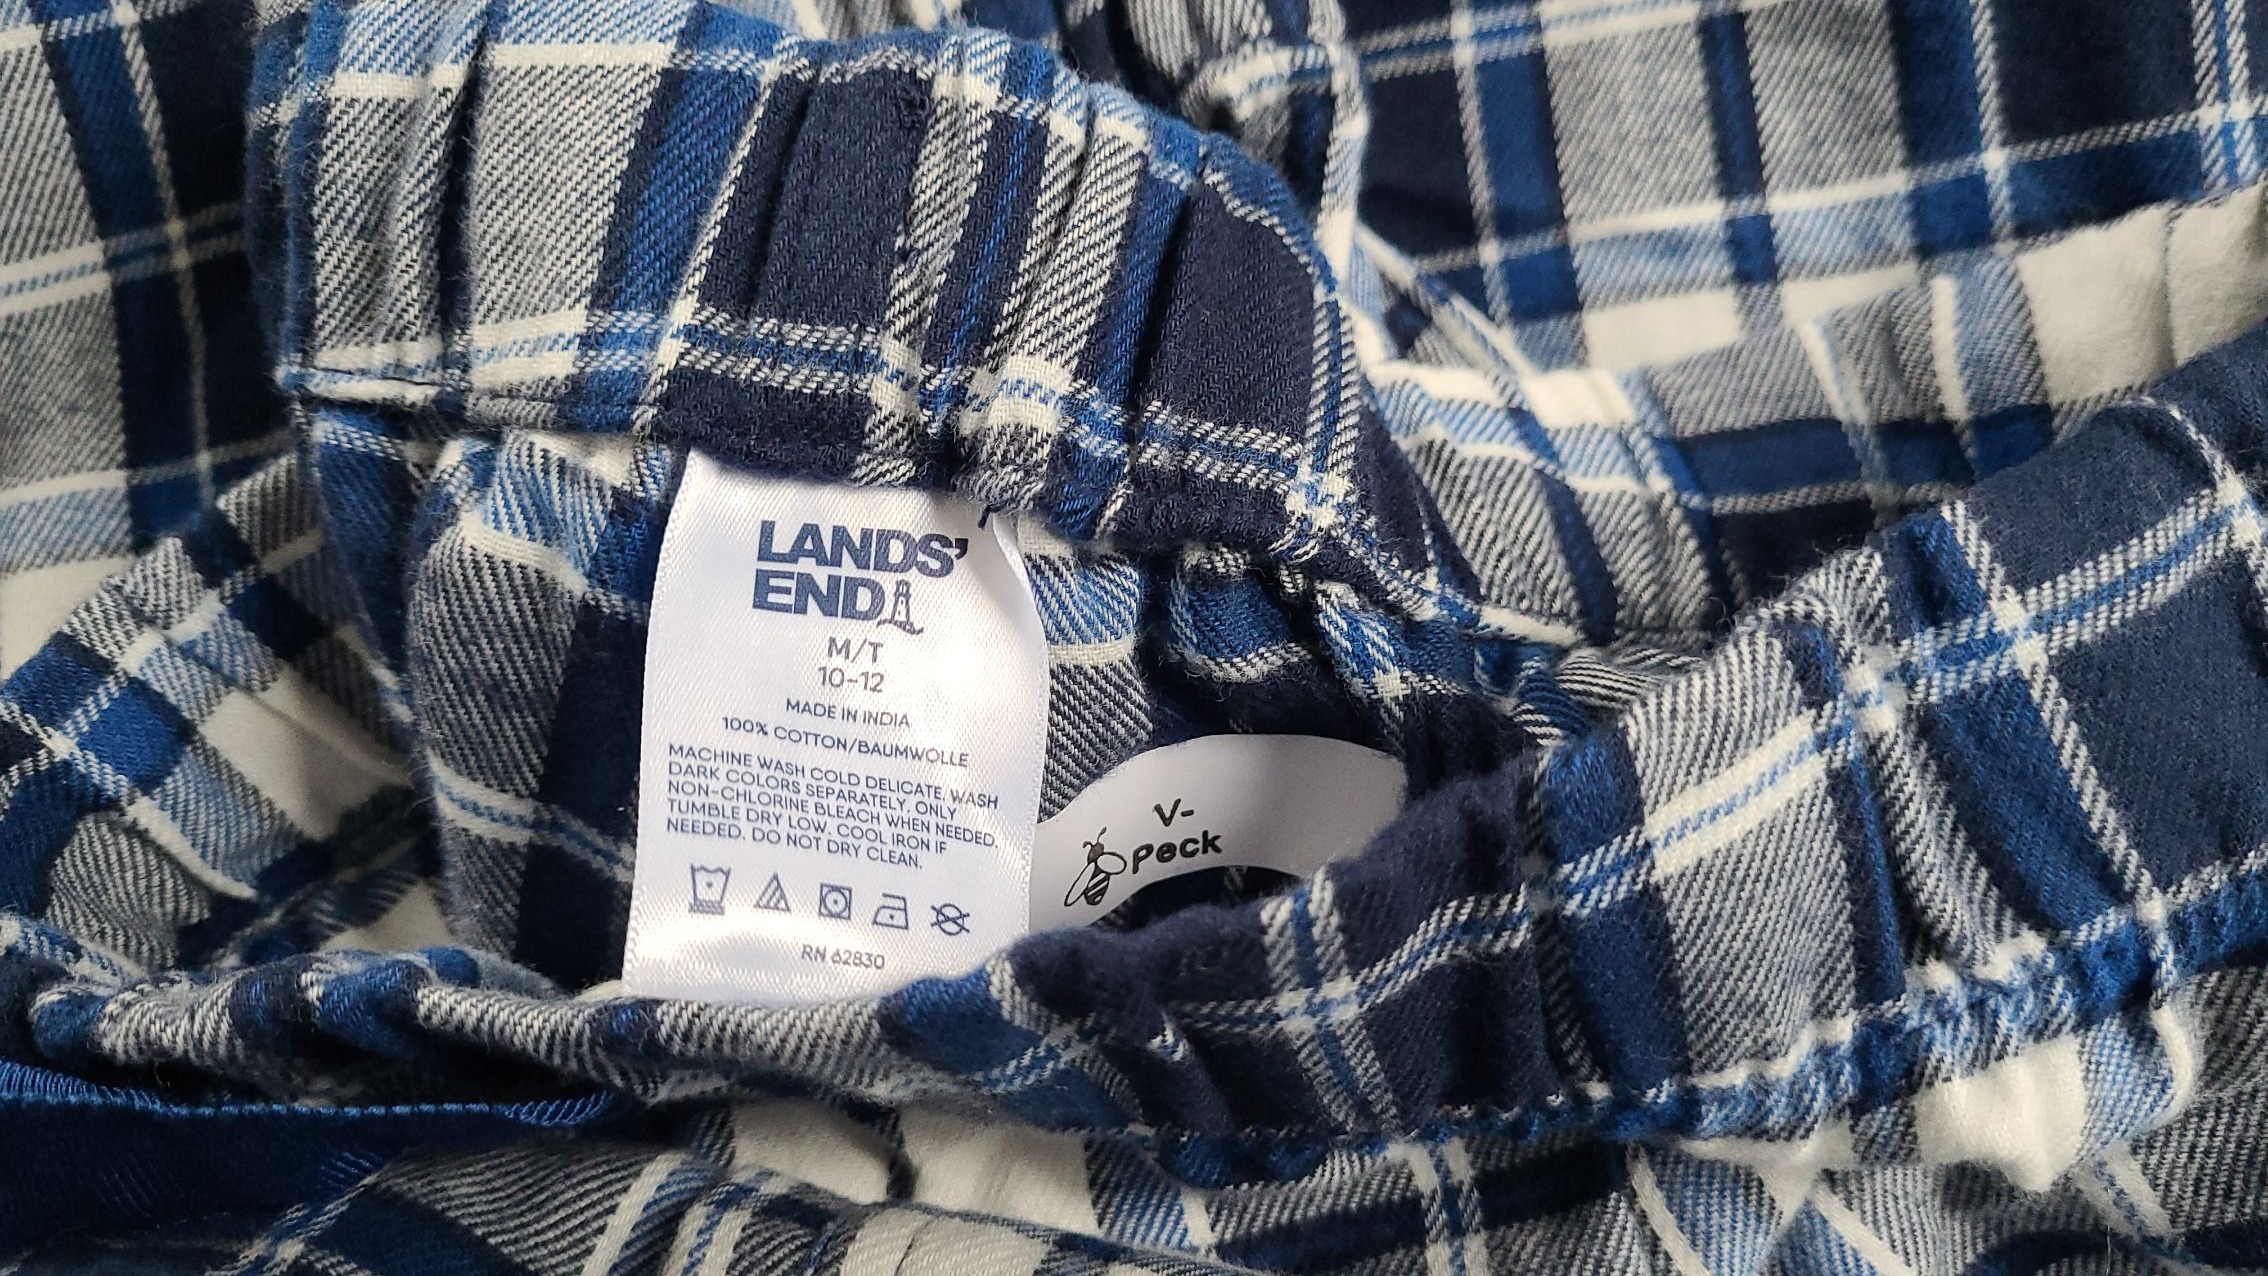 LANDS'
END
M/T
10-12
MADE IN INDIA
100% COTTON/BAUMWOLLE
MACHINE WASH COLD DELICATE, WASH
DARK COLORS SEPARATELY, ONLY
NON-CHLORINE BLEACH WHEN NEEDED.
TUMBLE DRY LOW. COOL IRON IF
NEEDED. DO NOT DRY CLEAN.
RN 62830
V-
Peck